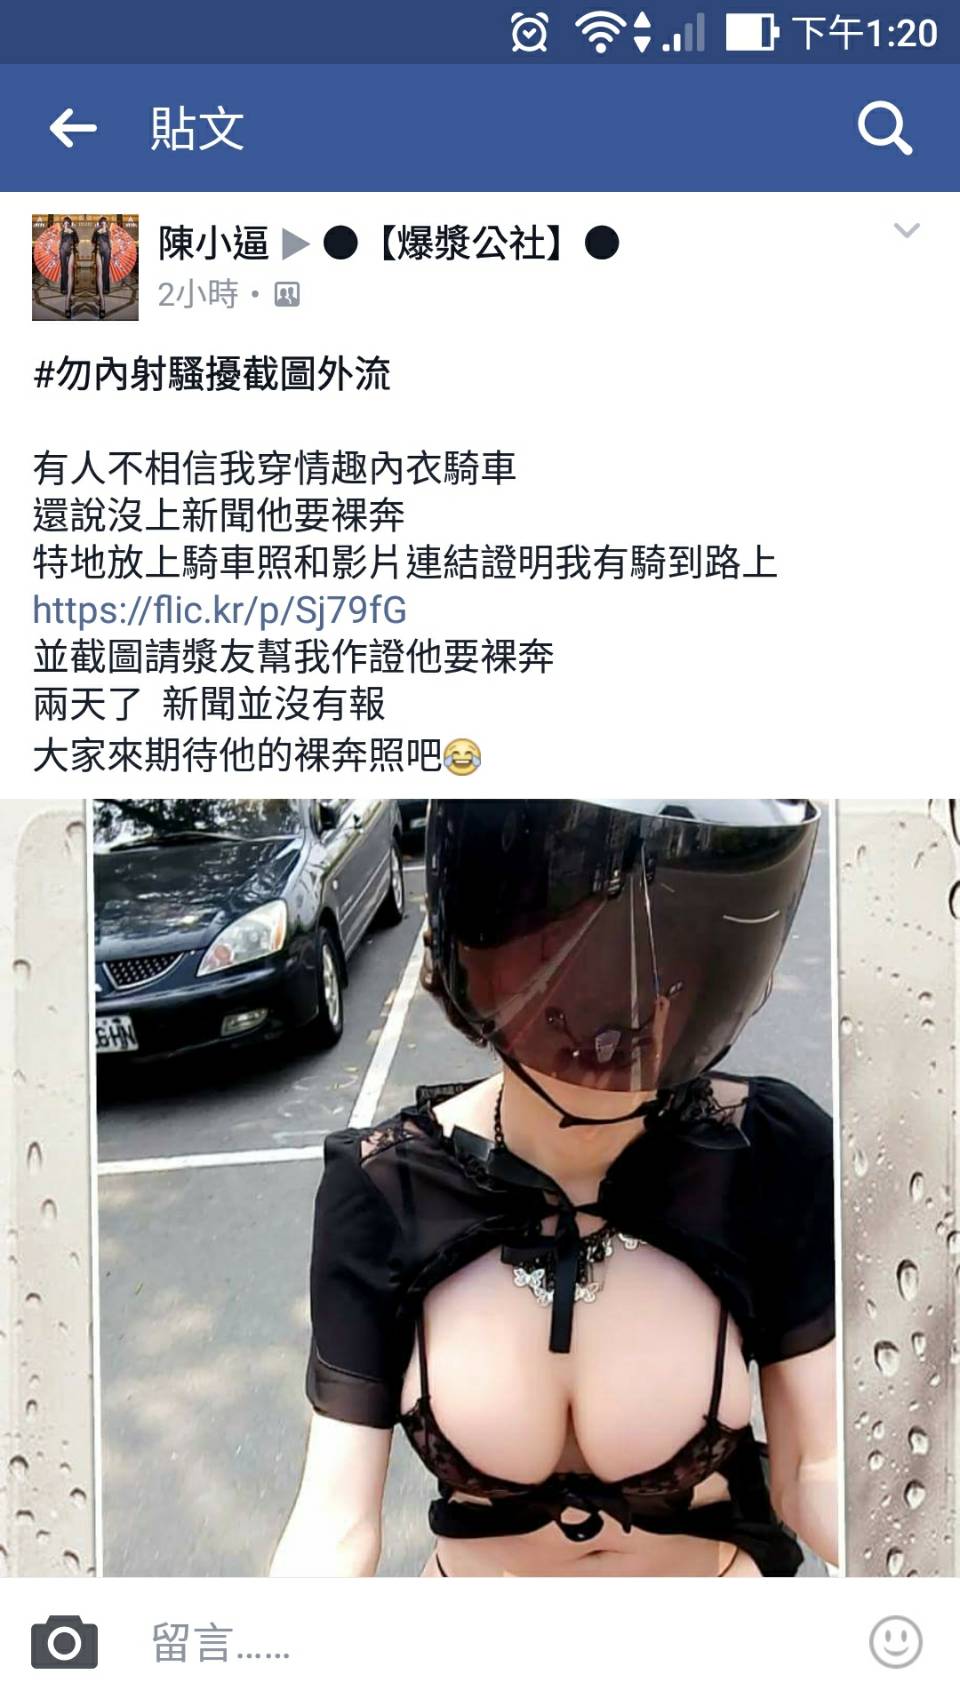 下午1:20
貼文
陳小逼 ▶ ●【爆漿公社】●
2小時
#勿內射騷擾截圖外流
有人不相信我穿情趣內衣騎車
還說沒上新聞他要裸奔
特地放上騎車照和影片連結證明我有騎到路上
https://flic.kr/p/Sj79fG
並截圖請漿友幫我作證他要裸奔
兩天了 新聞並沒有報
大家來期待他的裸奔照吧😂
留言......